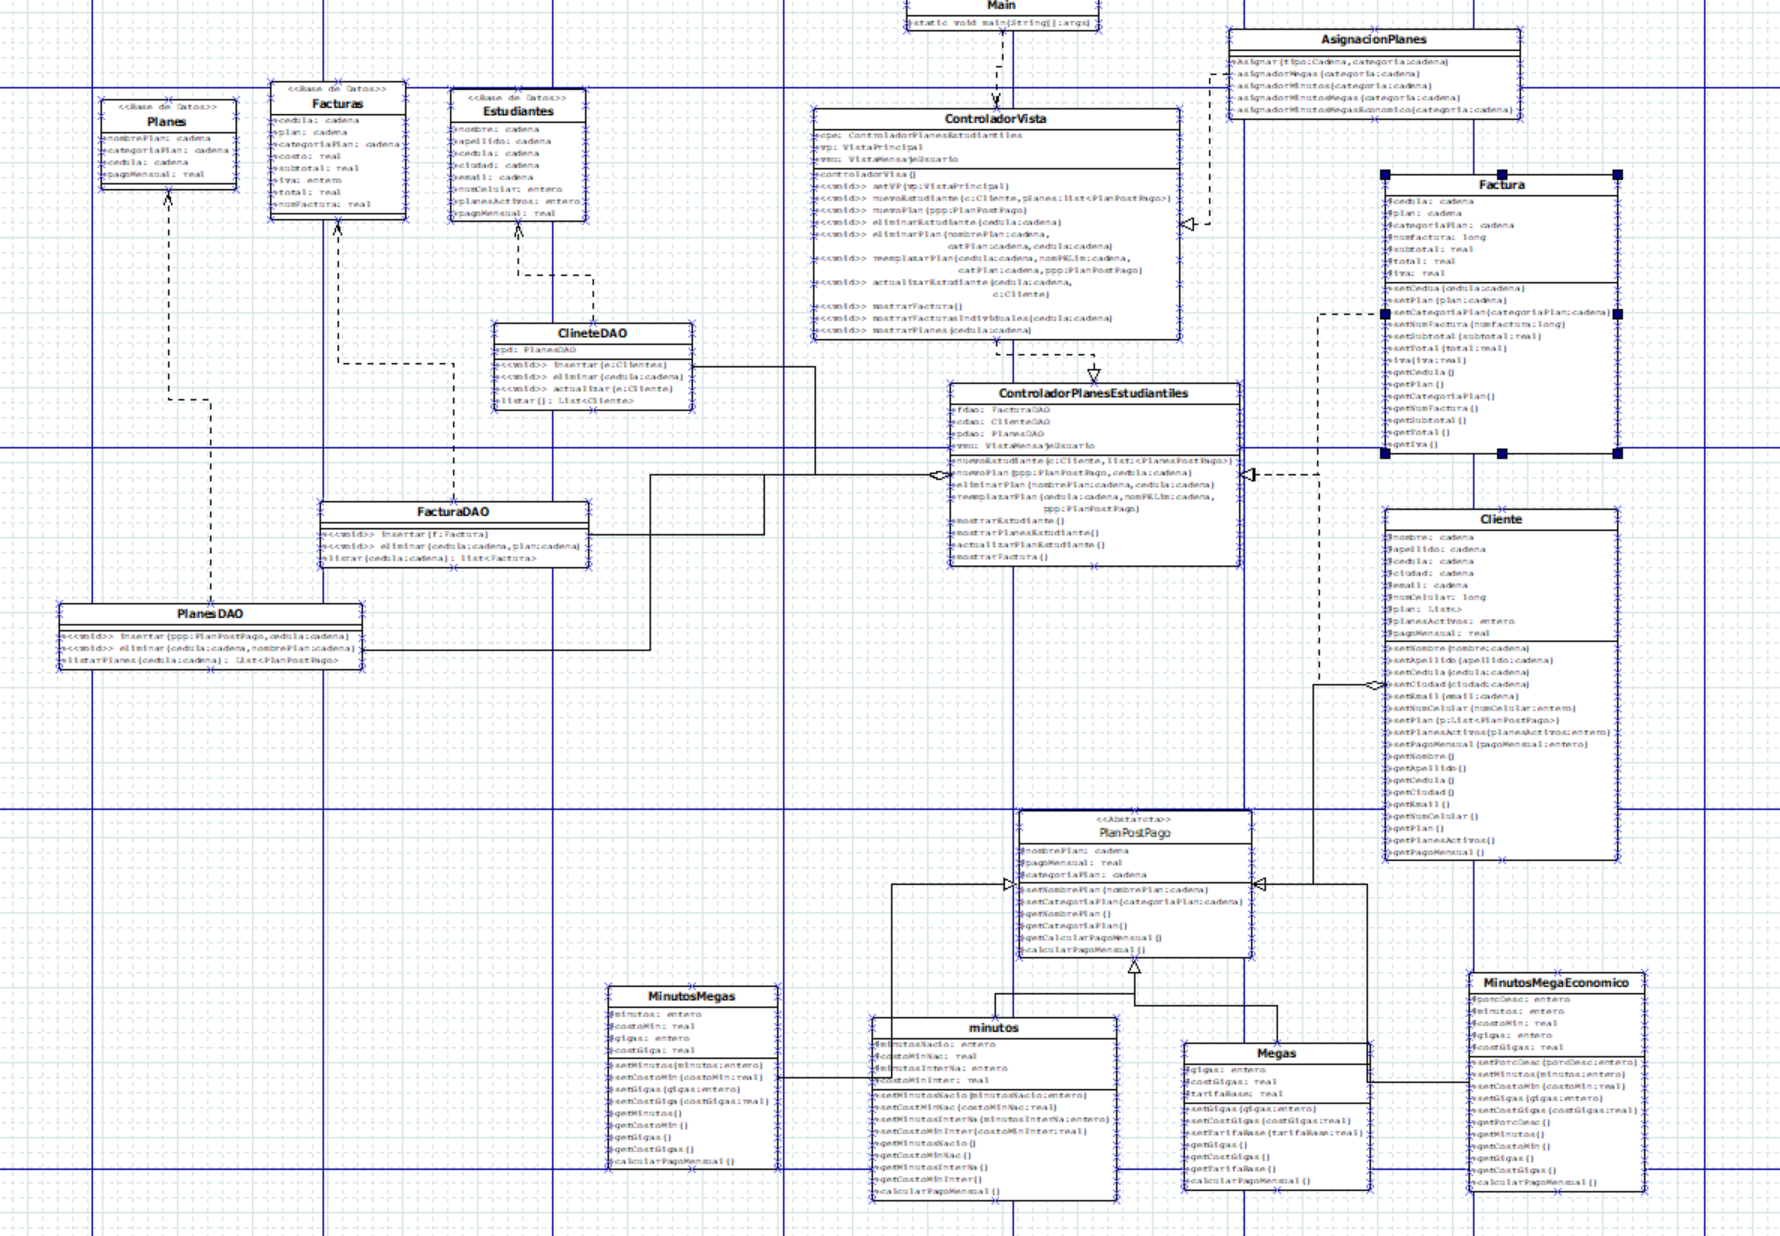 Main
+static void main(String[]:args)
AsignacionPlanes
+Asignar(tipo:Cadena,categoria:cadena)
-asignadorMegas(categoria:cadena)
-asignadorMinutos(categoria:cadena)
-asignadorMinutosMegas(categoria:cadena)
-asignadorMinutosMegasEconomico(categoria:cadena)
<<Base de Datos>>
Planes
+nombrePlan: cadena
+categoriaPlan: cadena
+cedula: cadena
+pagoMensual: real
<<Base de Datos>>
Facturas
+cedula: cadena
+plan: cadena
+categoriaPlan: cadena
+costo: real
+subtotal: real
+iva: entero
+total: real
+numFactura: real
<<Base de Datos>>
Estudiantes
+nombre: cadena
+apellido: cadena
+cedula: cadena
+ciudad: cadena
+email: cadena
+numCelular: entero
+planesActivos: entero
+pagoMensual: real
ControladorVista
+cpe: ControladorPlanesEstudiantiles
+vp: VistaPrincipal
+vmu: VistaMensajeUsuario
+controladorVisa()
+<<void>> setVP(vp:VistaPrincipal)
+<<void>> nuevoEstudiante(c:Cliente,planes:list<PlanPostPago>)
+<<void>> nuevoPlan(ppp:PlanPostPago)
+<<void>> eliminarEstudiante(cedula:cadena)
+<<void>> eliminarPlan(nombrePlan:cadena,
catPlan:cadena,cedula:cadena)
+<<void>> reemplazarPlan(cedula:cadena,nomPELim:cadena,
catPlan:cadena,ppp:PlanPostPago)
+<<void>> actualizarEstudiante(cedula:cadena,
c:Cliente)
+<<void>> mostrarFactura()
+<<void>> mostrarFacturasIndividuales(cedula:cadena)
+<<void>> mostrarPlanes(cedula:cadena)
Factura
#cedula: cadena
#plan: cadena
#categoriaPlan: cadena
#numfactura: long
#subtotal: real
#total: real
#iva: real
+setCedua(cedula:cadena)
+setPlan(plan:cadena)
+setCategoriaPlan(categoriaPlan:cadena)
+setNumFactura(numfactura:long)
+setSubtotal(subtotal:real)
+setTotal(total:real)
+iva(iva:real)
+getCedula()
+getPlan()
+getCategoriaPlan()
+getNumFactura()
+getSubtotal()
+getTotal()
+getIva()
ClineteDAO
+pd: PlanesDAO
+<<void>> insertar(e:Clientes)
+<<void>> eliminar(cedula:cadena)
+<<void>> actualizar(e:Cliente)
+listar(): List<Cliente>
ControladorPlanesEstudiantiles
+fdao: FacturaDAO
+cdao: ClienteDAO
+pdao: PlanesDAO
+vmu: VistaMensajeUsuario
+nuevoEstudiante(c:Cliente,list:<PlanesPostPago>)
+nuevoPlan(ppp:PlanPostPago,cedula:cadena)
+eliminarPlan(nombrePlan:cadena,cedula:cadena)
+reemplazarPlan(cedula:cadena,nomPELim:cadena,
ppp:PlanPostPago)
+mostrarEstudiante()
+mostrarPlanesEstudiante()
+actualizarPlanEstudiante()
+mostrarFactura()
FacturaDAO
+<<void>> insertar(f:Factura)
+<<void>> eliminar(cedula:cadena,plan:cadena)
+listar(cedula:cadena): list<Factura>
Cliente
#nombre: cadena
#apellido: cadena
#cedula: cadena
#ciudad: cadena
#email: cadena
#numCelular: long
#plan: List<>
#planesActivos: entero
#pagoMensual: real
+setNombre(nombre:cadena)
+setApellido(apellido:cadena)
+setCedula(cedula:cadena)
+setCiudad(ciudad:cadena)
+setEmail(email:cadena)
+setNumCelular(numCelular:entero)
+setPlan(p:List<PlanPostPago>)
+setPlanesActivos(planesActivos:entero)
+setPagoMensual(pagoMensual:entero)
+getNombre()
+getApellido()
+getCedula()
+getCiudad()
+getEmail()
+getNumCelular()
+getPlan()
+getPlanesActivos()
+getPagoMensual()
PlanesDAO
+<<void>> insertar(ppp:PlanPostPago,cedula:cadena)
+<<void>> eliminar(cedula:cadena,nombrePlan:cadena)
+listarPlanes(cedula:cadena): List<PlanPostPago>
<<Abstarcta>>
PlanPostPago
#nombrePlan: cadena
#pagoMensual: real
#categoriaPlan: cadena
+setNombrePlan(nombrePlan:cadena)
+setCategoriaPlan(categoriaPlan:cadena)
+getNombrePlan()
+getCategoriaPlan()
+getCalcularPagoMensual()
+calcularPagoMensual()
MinutosMegas
#minutos: entero
#costoMin: real
#gigas: entero
#costGiga: real
+setMinutos(minutos:entero)
+setCostoMin(costoMin:real)
+setGigas(gigas:entero)
+setCostGiga(costGigas:real)
+getMinutos()
+getCostoMin()
+getGigas()
+getCostGigas()
+calcularPagoMensual()
minutos
#minutosNacio: entero
#costoMinNac: real
#minutosInterNa: entero
#costoMinInter: real
+setMinutosNacio(minutosNacio:entero)
+setCostoMinNac(costoMinNac:real)
+setMinutosInterNa(minutosInterNa:entero)
+setCostoMinInter(costoMinInter:real)
+getMinutosNacio()
+getCostoMinNac()
+getMinutosInterNa()
+getCostoMinInter()
+calcularPagoMensual()
Megas
#gigas: entero
#costGigas: real
#tarifaBase: real
+setGigas(gigas:entero)
+setCostGigas(costGigas:real)
+setTarifaBase(tarifaBase:real)
+getGigas()
+getCostGigas()
+getTarifaBase()
+calcularPagoMensual()
MinutosMegaEconomico
#porcDesc: entero
#minutos: entero
#costoMin: real
#gigas: entero
#costGigas: real
+setPorcDesc(porcDesc:entero)
+setMinutos(minutos:entero)
+setCostoMin(costoMin:real)
+setGigas(gigas:entero)
+setCostGigas(costGigas:real)
+getPorcDesc()
+getMinutos()
+getCostoMin()
+getGigas()
+getCostGigas()
+calcularPagoMensual()